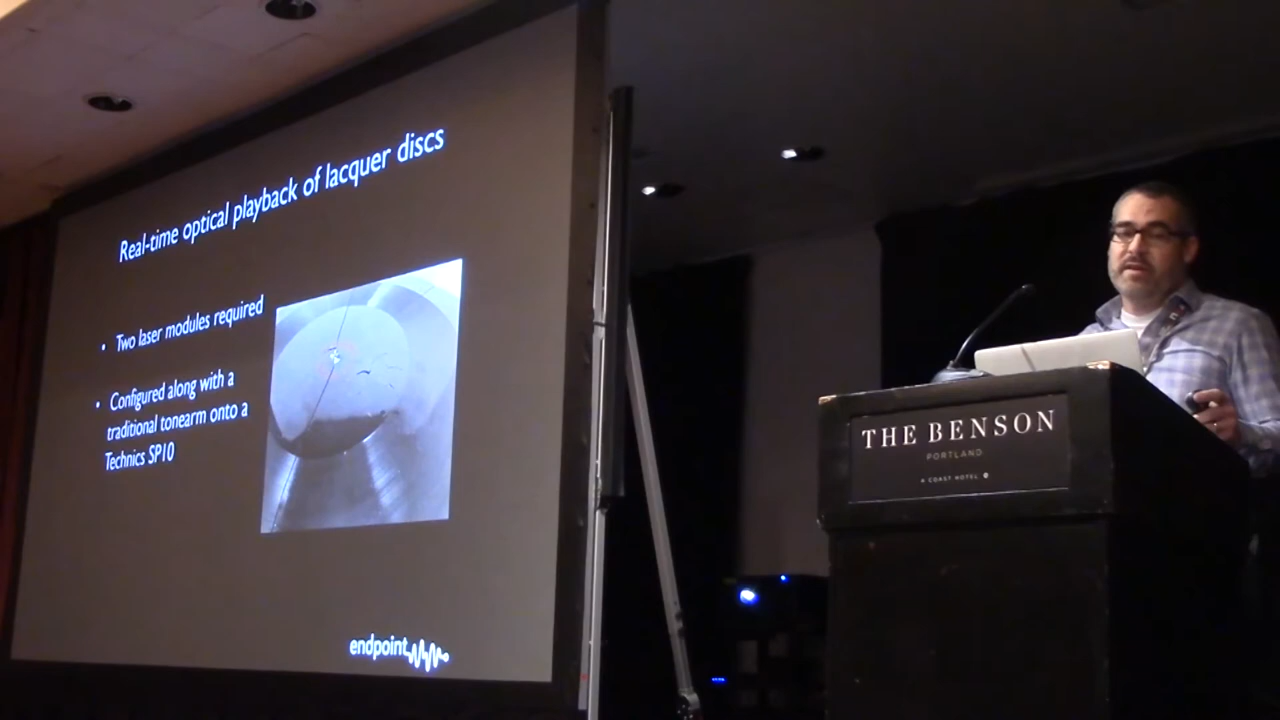 Real-time optical playback of lacquer discs
• Two laser modules required
• Configured along with a
traditional tonearm onto a
Technics SP10
endpoint
THE BENSON
PORTLAND
A COAST HOTEL